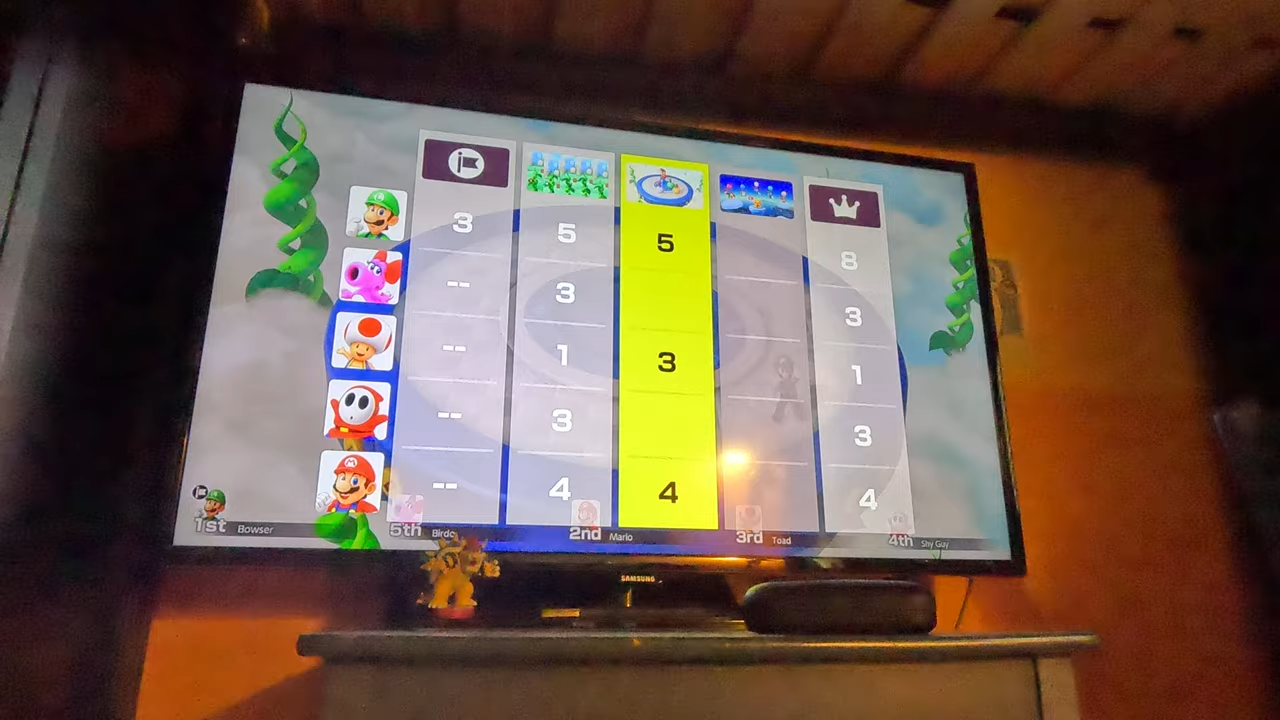 3 5 5 8
-- 3 3
-- 1 3 1
-- 3 3
-- 4 4 4
1st Bowser 5th Birdo 2nd Mario 3rd Toad 4th Shy Guy
SAMSUNG